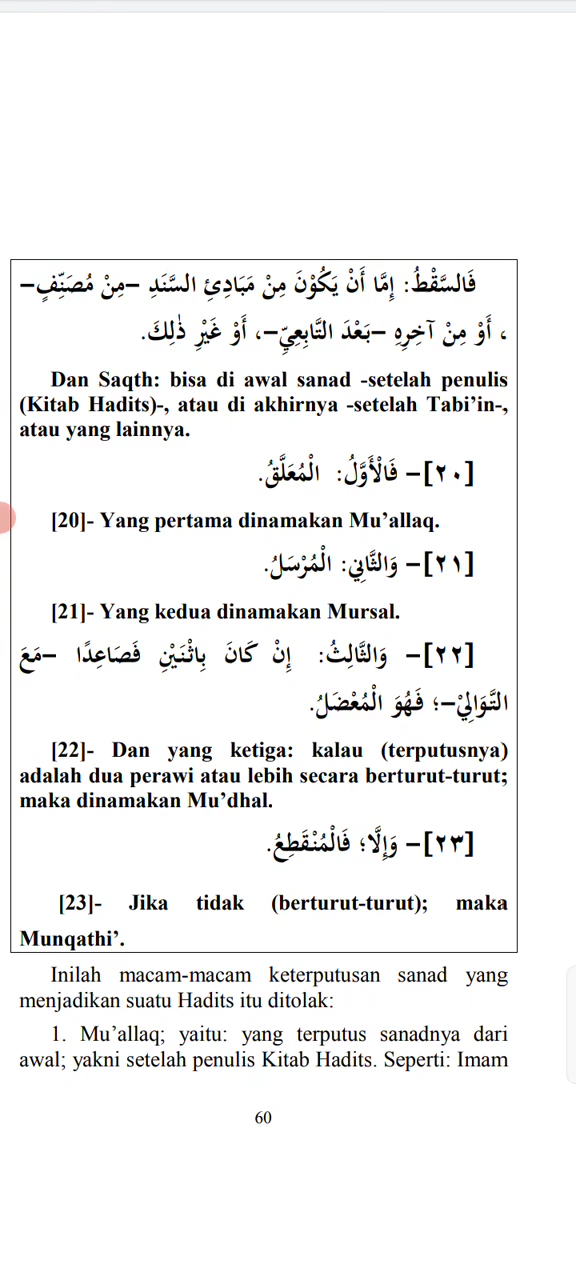 فَالسَّقْطُ: إِمَّا أَنْ يَكُوْنَ مِنْ مَبَادِئِ السَّنَدِ –مِنْ مُصَنِّفٍ–
، أَوْ مِنْ آخِرِهِ –بَعْدَ التَّابِعِيِّ–، أَوْ غَيْرِ ذٰلِكَ.
Dan Saqth: bisa di awal sanad -setelah penulis
(Kitab Hadits)-, atau di akhirnya -setelah Tabi’in-,
atau yang lainnya.
[٢٠]– فَالْأَوَّلُ: الْمُعَلَّقُ.
[20]- Yang pertama dinamakan Mu’allaq.
[٢١]– وَالثَّانِي: الْمُرْسَلُ.
[21]- Yang kedua dinamakan Mursal.
[٢٢]– وَالثَّالِثُ: إِنْ كَانَ بِاثْنَيْنِ فَصَاعِدًا –مَعَ
التَّوَالِيْ–؛ فَهُوَ الْمُعْضَلُ.
[22]- Dan yang ketiga: kalau (terputusnya)
adalah dua perawi atau lebih secara berturut-turut;
maka dinamakan Mu’dhal.
[٢٣]– وَإِلَّا؛ فَالْمُنْقَطِعُ.
[23]- Jika tidak (berturut-turut); maka
Munqathi’.
Inilah macam-macam keterputusan sanad yang
menjadikan suatu Hadits itu ditolak:
1. Mu’allaq; yaitu: yang terputus sanadnya dari
awal; yakni setelah penulis Kitab Hadits. Seperti: Imam
60